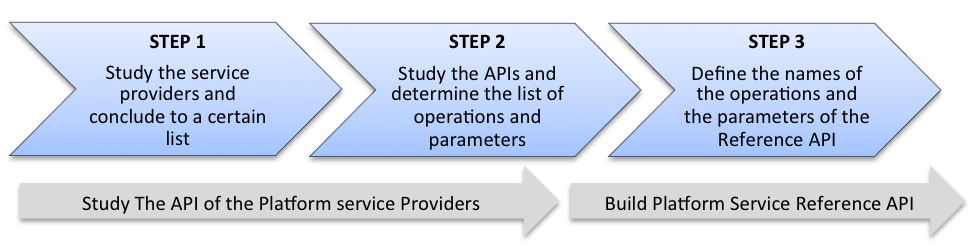 STEP 1
Study the service
providers and
conclude to a certain
list
STEP 2
Study the APIs and
determine the list of
operations and
parameters
STEP 3
Define the names of
the operations and
the parameters of the
Reference API
Study The API of the Platform service Providers
Build Platform Service Reference API